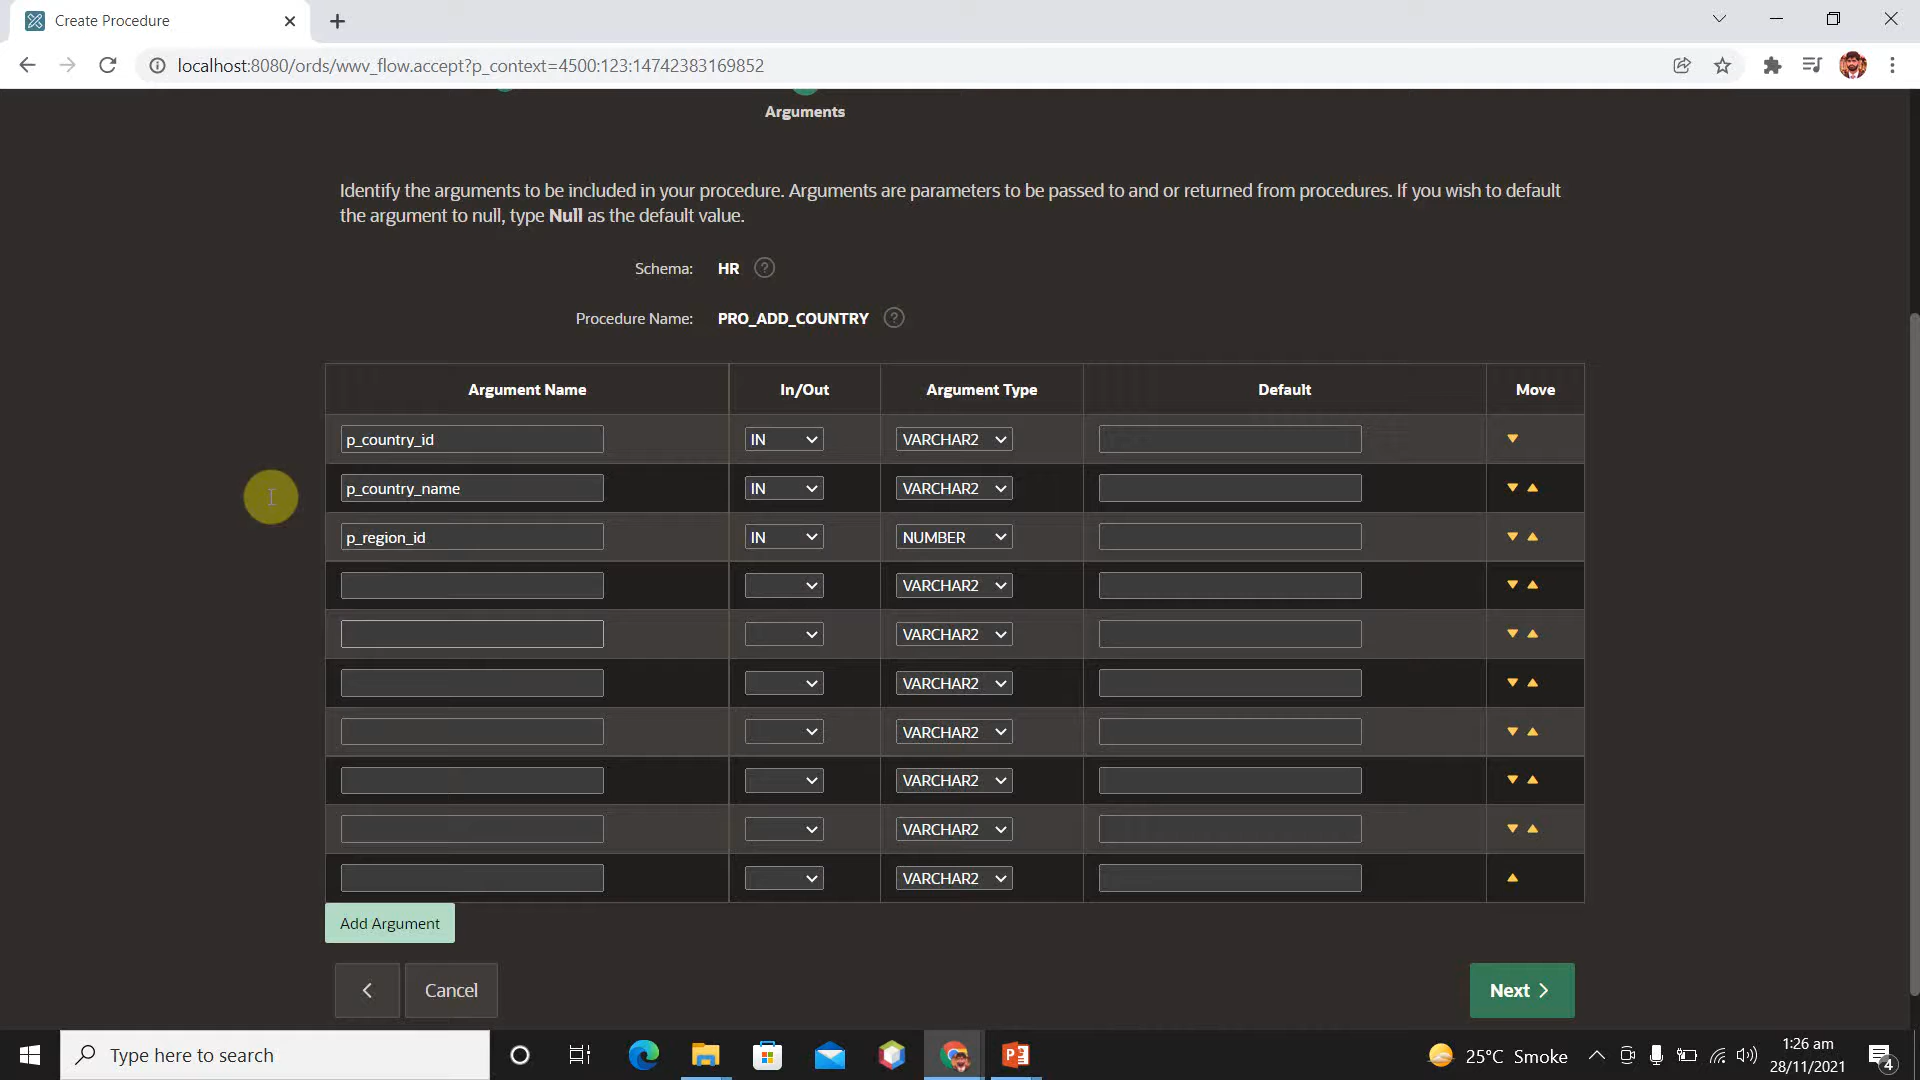 Create Procedure
localhost:8080/ords/wwv_flow.accept?p_context=4500:123:14742383169852
Arguments
Identify the arguments to be included in your procedure. Arguments are parameters to be passed to and or returned from procedures. If you wish to default
the argument to null, type Null as the default value.
Schema: HR ?
Procedure Name: PRO_ADD_COUNTRY ?
Argument Name In/Out Argument Type Default Move
p_country_id IN VARCHAR2
p_country_name IN VARCHAR2
p_region_id IN NUMBER
VARCHAR2
VARCHAR2
VARCHAR2
VARCHAR2
VARCHAR2
VARCHAR2
VARCHAR2
Add Argument
Cancel Next
Type here to search 25°C Smoke 1:26 am
28/11/2021
4